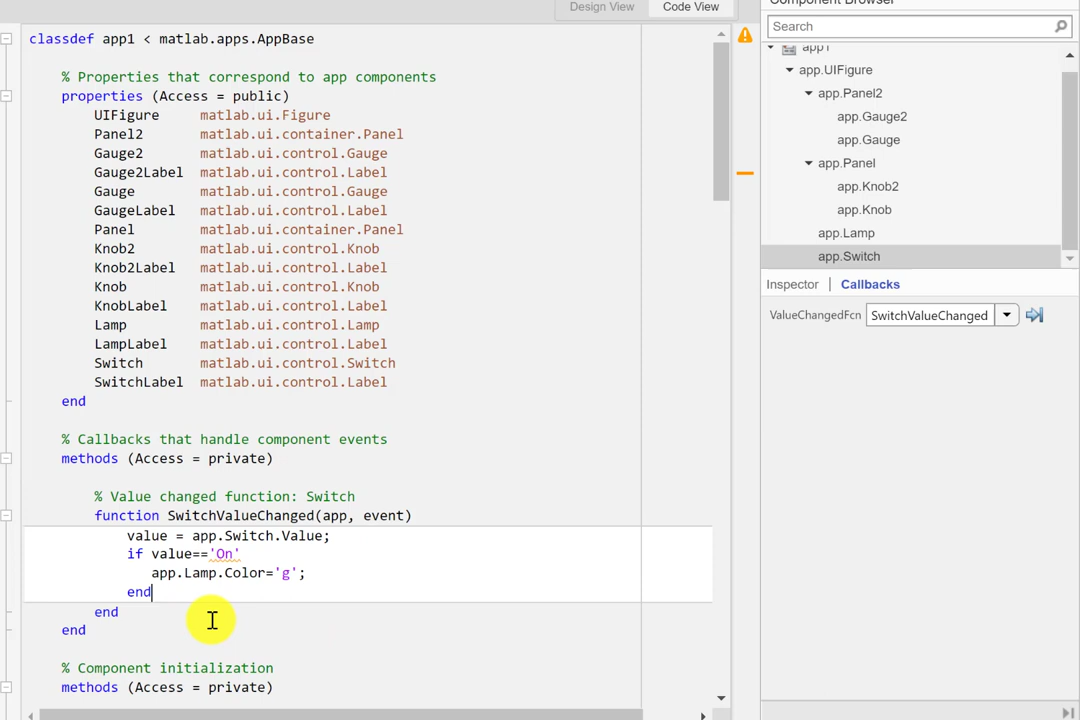 Design View
Code View
Component Browser
classdef app1 < matlab.apps.AppBase
% Properties that correspond to app components
properties (Access = public)
UIFigure matlab.ui.Figure
Panel2 matlab.ui.container.Panel
Gauge2 matlab.ui.control.Gauge
Gauge2Label matlab.ui.control.Label
Gauge matlab.ui.control.Gauge
GaugeLabel matlab.ui.control.Label
Panel matlab.ui.container.Panel
Knob2 matlab.ui.control.Knob
Knob2Label matlab.ui.control.Label
Knob matlab.ui.control.Knob
KnobLabel matlab.ui.control.Label
Lamp matlab.ui.control.Lamp
LampLabel matlab.ui.control.Label
Switch matlab.ui.control.Switch
SwitchLabel matlab.ui.control.Label
end
% Callbacks that handle component events
methods (Access = private)
% Value changed function: Switch
function SwitchValueChanged(app, event)
value = app.Switch.Value;
if value=='On'
app.Lamp.Color='g';
end
end
end
% Component initialization
methods (Access = private)
Search
app1
app.UIFigure
app.Panel2
app.Gauge2
app.Gauge
app.Panel
app.Knob2
app.Knob
app.Lamp
app.Switch
Inspector | Callbacks
ValueChangedFcn SwitchValueChanged